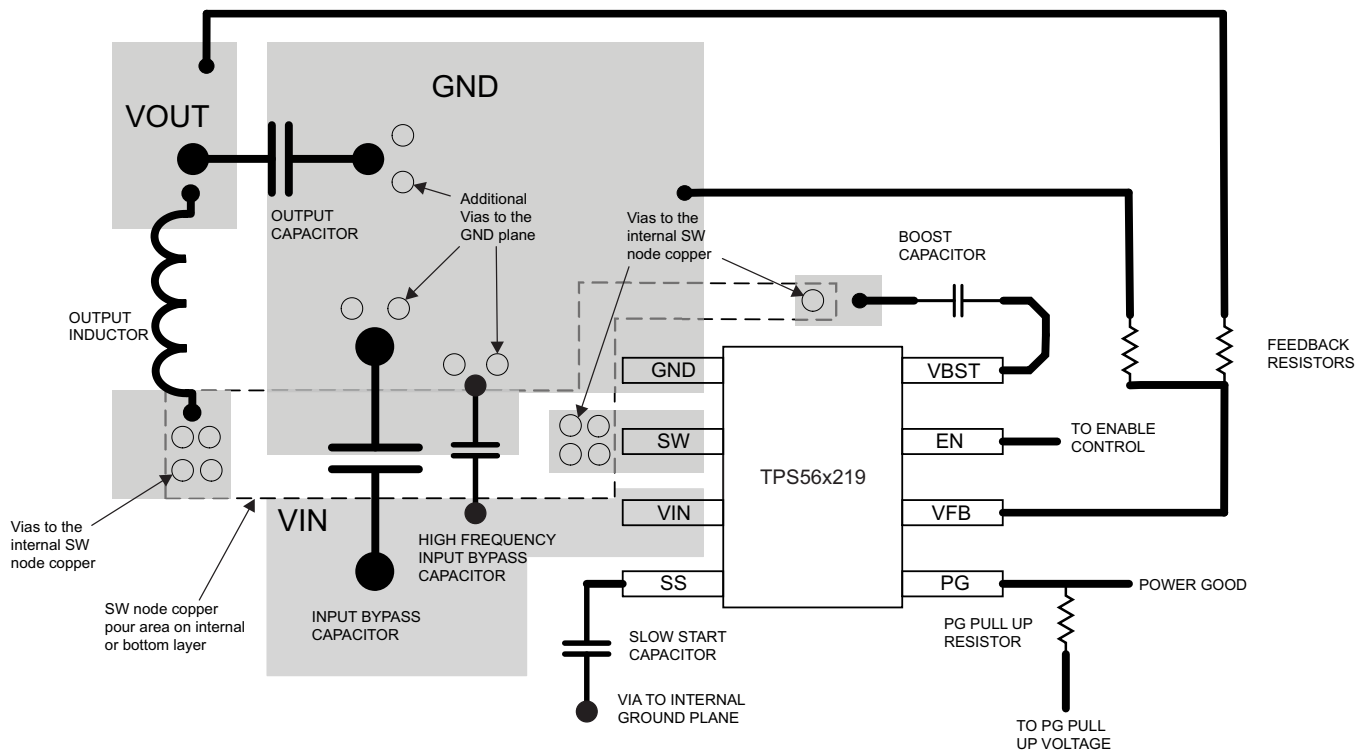 GND
VOUT
OUTPUT
CAPACITOR
Additional
Vias to the
GND plane
Vias to the
internal SW
node copper
BOOST
CAPACITOR
OUTPUT
INDUCTOR
FEEDBACK
RESISTORS
GND
VBST
SW
EN
TO ENABLE
CONTROL
TPS56x219
VIN
VIN
VFB
Vias to the
internal SW
node copper
HIGH FREQUENCY
INPUT BYPASS
CAPACITOR
SS
PG
POWER GOOD
SW node copper
pour area on internal
or bottom layer
INPUT BYPASS
CAPACITOR
SLOW START
CAPACITOR
PG PULL UP
RESISTOR
VIA TO INTERNAL
GROUND PLANE
TO PG PULL
UP VOLTAGE